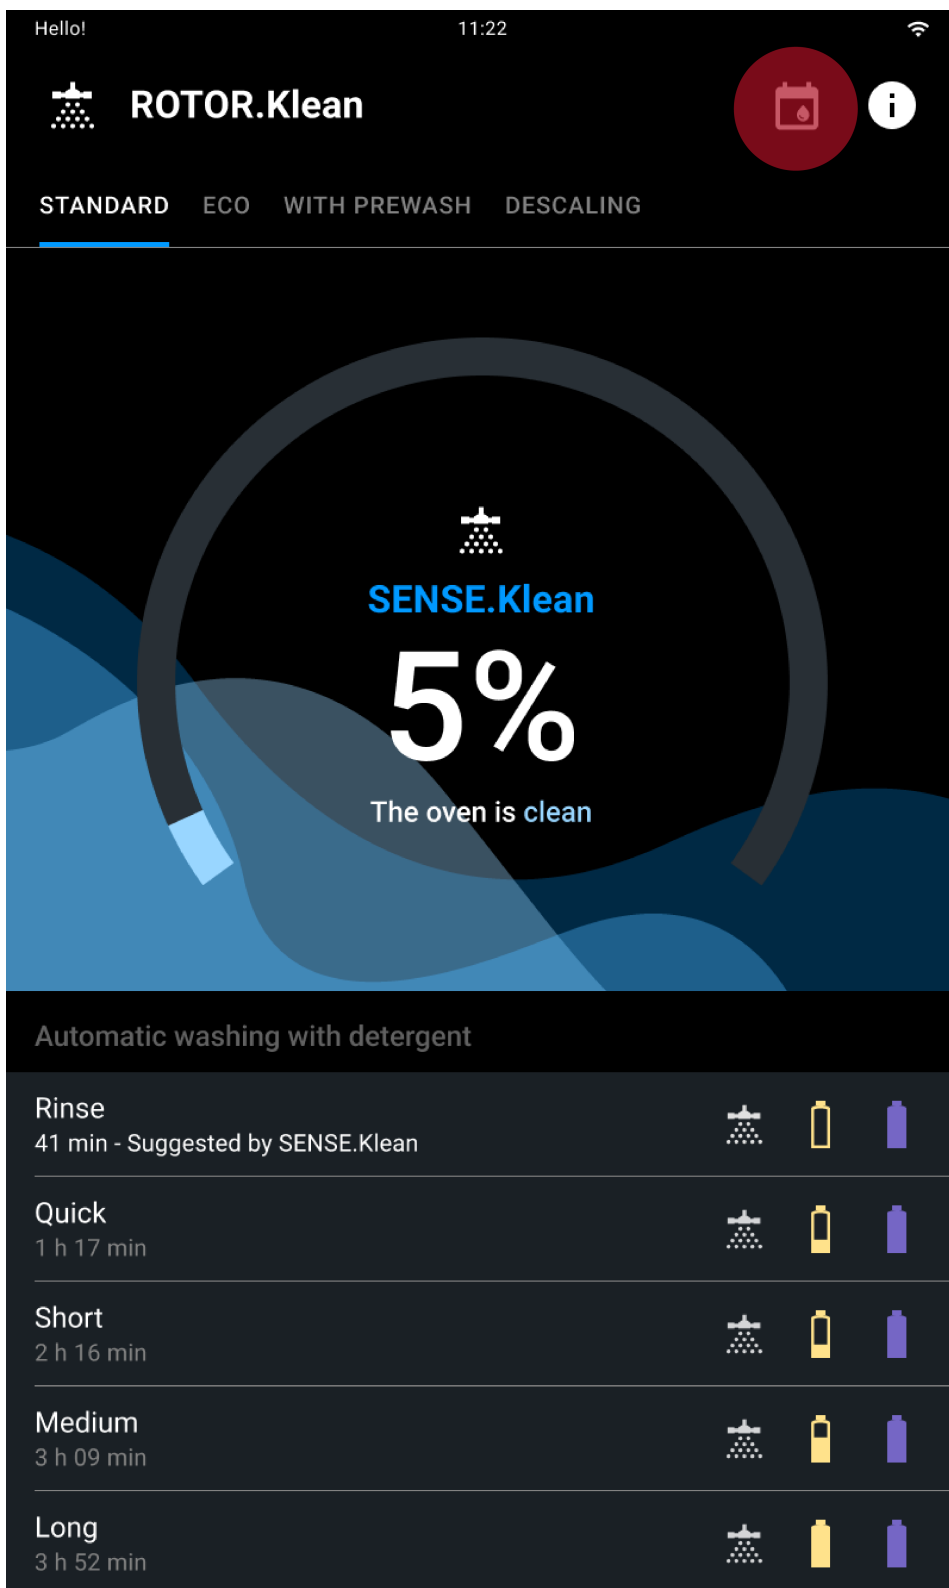 Hello!
11:22
ROTOR.Klean
STANDARD
ECO
WITH PREWASH
DESCALING
SENSE.Klean
5%
The oven is clean
Automatic washing with detergent
Rinse
41 min - Suggested by SENSE.Klean
Quick
1 h 17 min
Short
2 h 16 min
Medium
3 h 09 min
Long
3 h 52 min